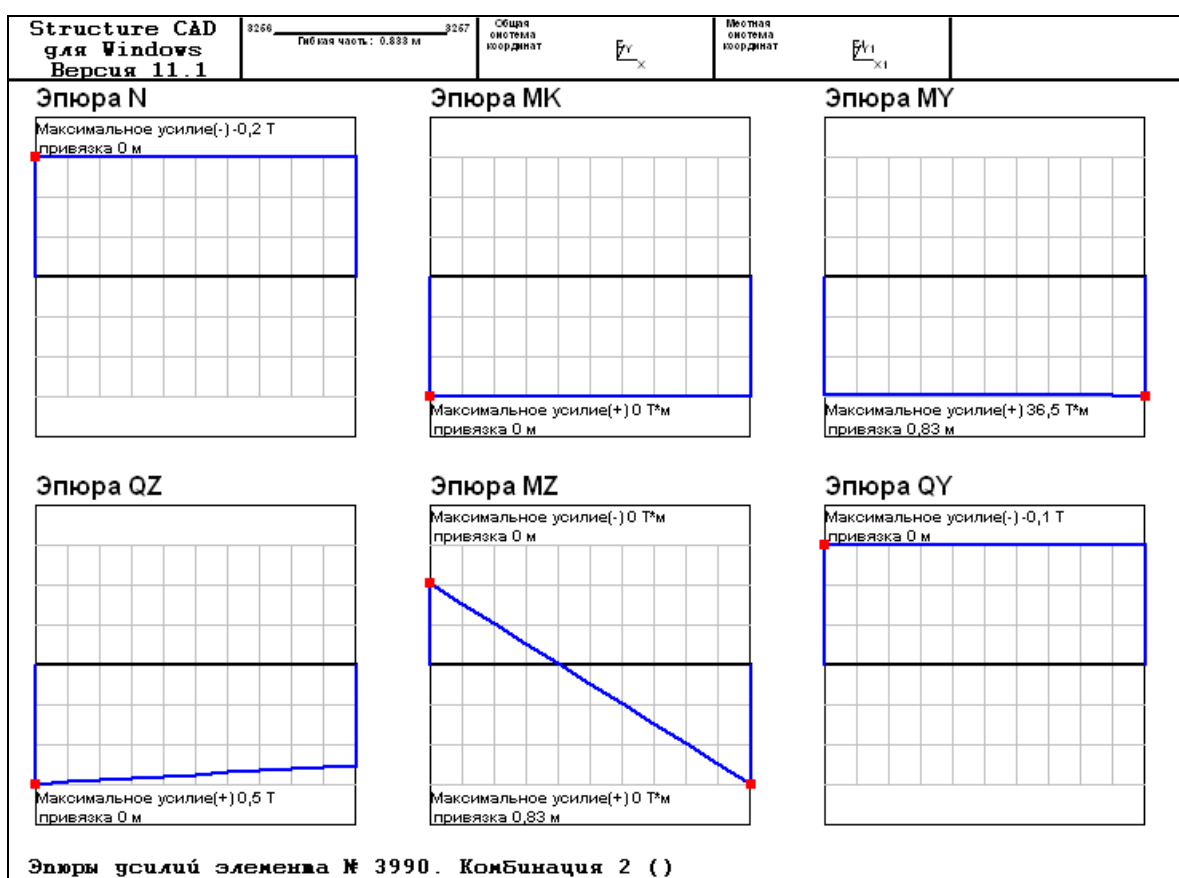 Structure CAD
для Windows
Версия 11.1
3266
3267
Гибкая часть: 0.833 м
Общая
система
координат
Y
X
Местная
система
координат
Y1
X1
Эпюра N
Максимальное усилие(-) -0,2 Т
привязка 0 м
Эпюра MK
Максимальное усилие(+) 0 Т*м
привязка 0 м
Эпюра MY
Максимальное усилие(+) 36,5 Т*м
привязка 0,83 м
Эпюра QZ
Максимальное усилие(+) 0,5 Т
привязка 0 м
Эпюра MZ
Максимальное усилие(-) 0 Т*м
привязка 0 м
Максимальное усилие(+) 0 Т*м
привязка 0,83 м
Эпюра QY
Максимальное усилие(-) -0,1 Т
привязка 0 м
Эпюры усилий элемента № 3990. Комбинация 2 ()